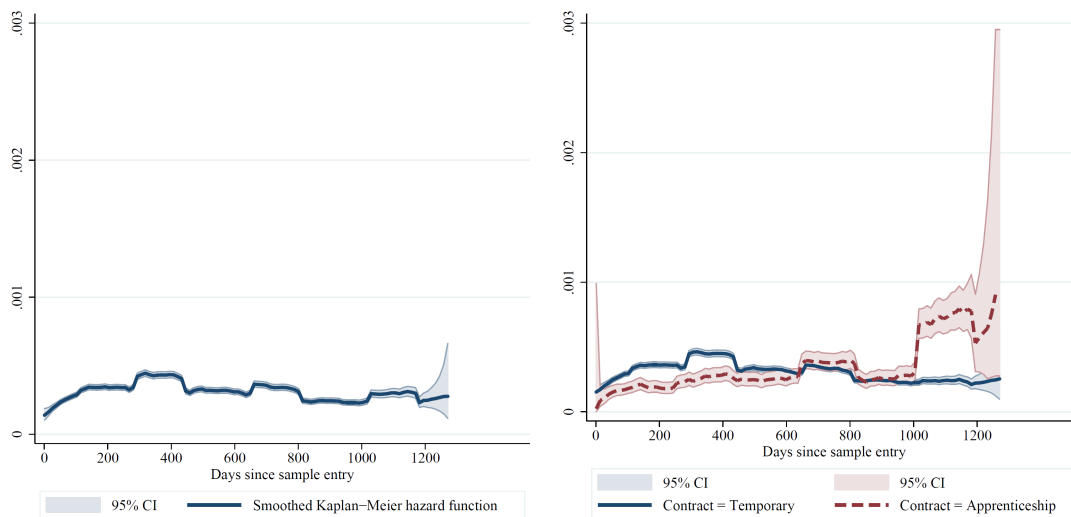 .003
.002
.001
0
0 200 400 600 800 1000 1200
Days since sample entry
95% CI Smoothed Kaplan−Meier hazard function
.003
.002
.001
0
0 200 400 600 800 1000 1200
Days since sample entry
95% CI 95% CI
Contract = Temporary Contract = Apprenticeship